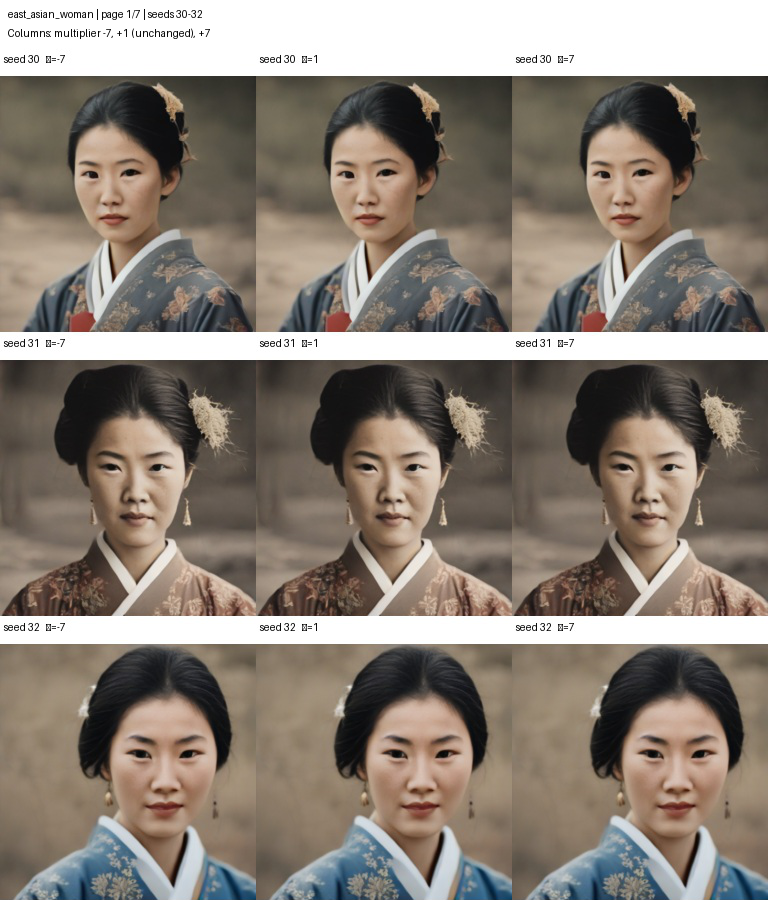 east_asian_woman | page 1/7 | seeds 30-32
Columns: multiplier -7, +1 (unchanged), +7
seed 30 ▯=-7
seed 30 ▯=1
seed 30 ▯=7
seed 31 ▯=-7
seed 31 ▯=1
seed 31 ▯=7
seed 32 ▯=-7
seed 32 ▯=1
seed 32 ▯=7